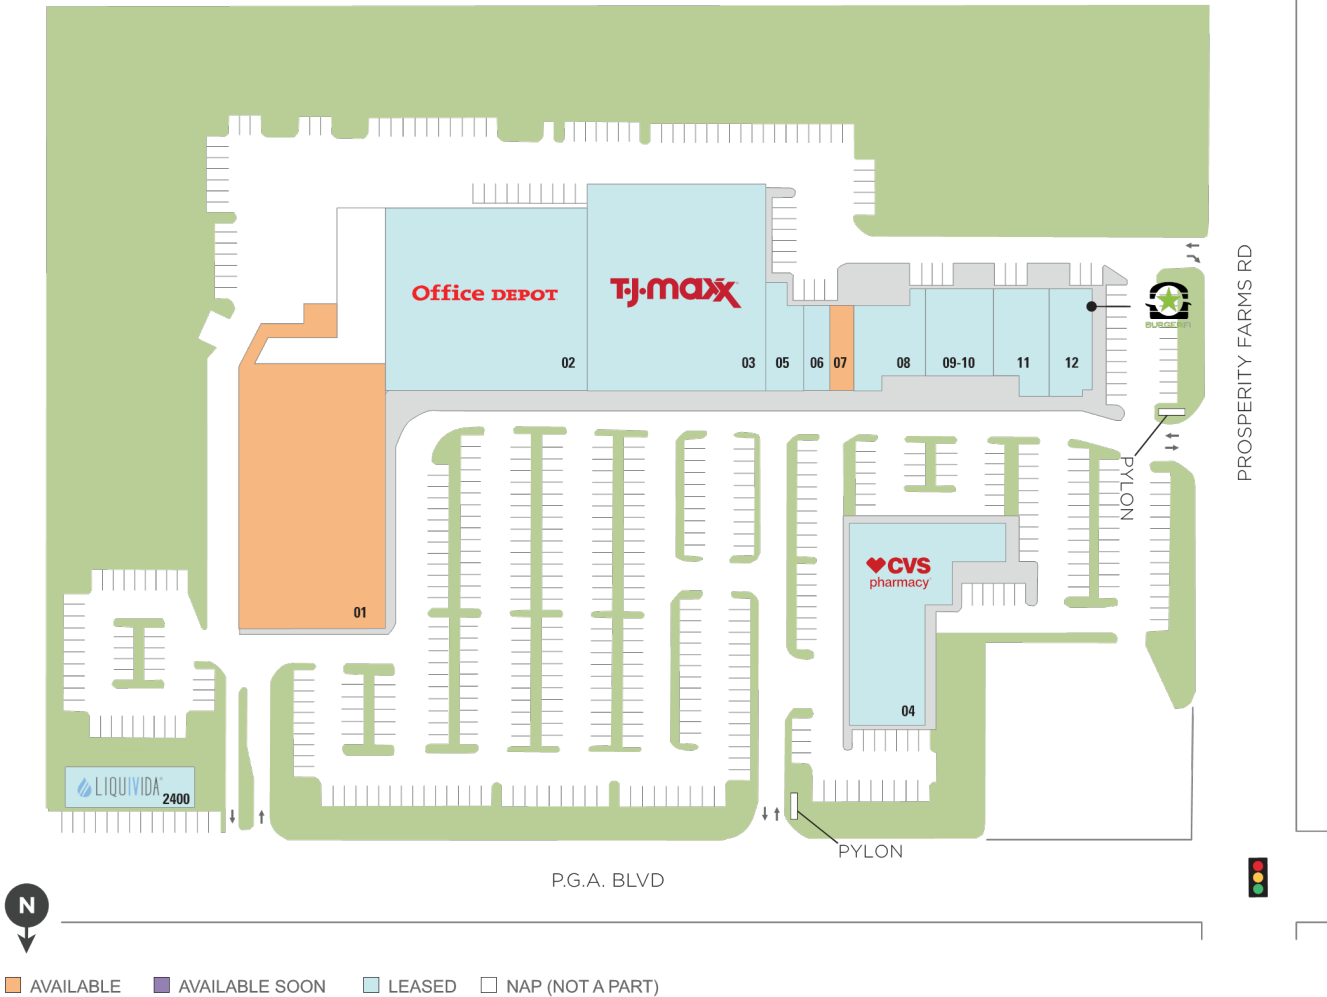 Office DEPOT
T·J·maxx
BURGERFI
02
03
05
06
07
08
09-10
11
12
PROSPERITY FARMS RD
PYLON
CVS
pharmacy
01
04
LIQUIVIDA
2400
PYLON
P.G.A. BLVD
N
AVAILABLE
AVAILABLE SOON
LEASED
NAP (NOT A PART)